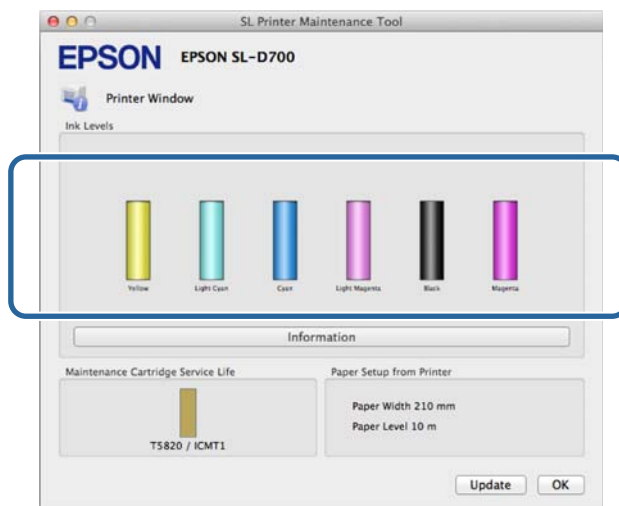 SL Printer Maintenance Tool
EPSON EPSON SL-D700
Printer Window
Ink Levels
Yellow Light Cyan Cyan Light Magenta Black Magenta
Information
Maintenance Cartridge Service Life
T5820 / ICMT1
Paper Setup from Printer
Paper Width 210 mm
Paper Level 10 m
Update OK